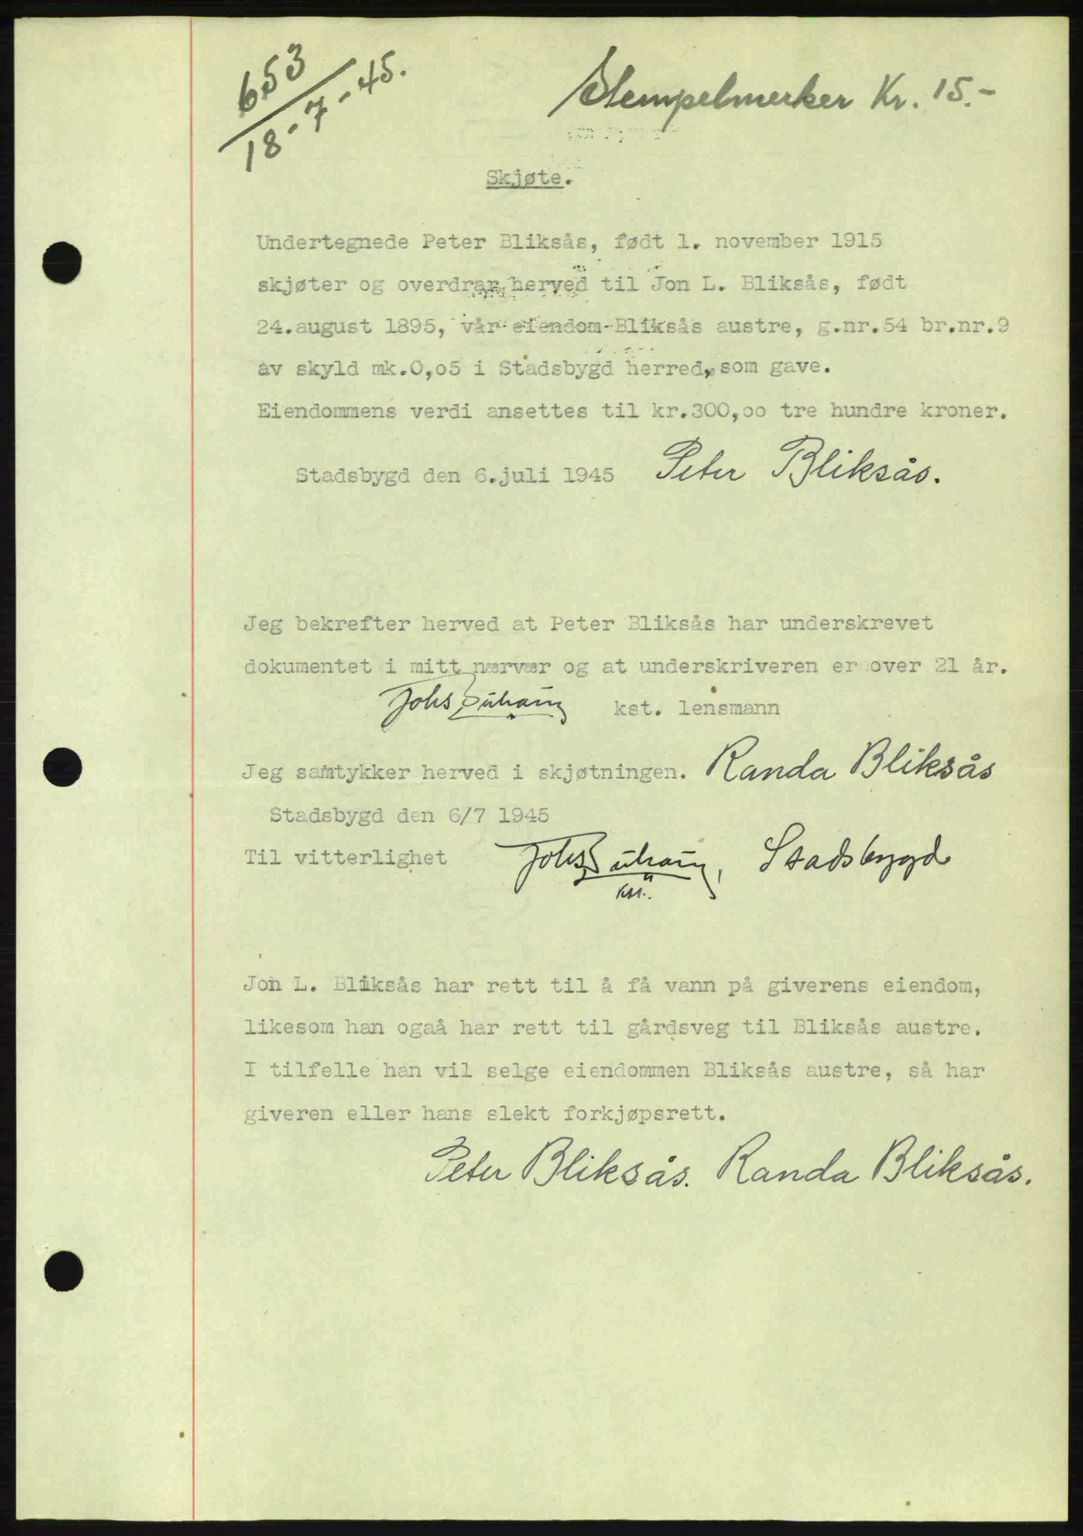 653
18-7-45.
Stempelmerker Kr. 15.-
Skjøte.
Undertegnede Peter Bliksås, født 1. november 1915
skjøter og overdrar herved til Jon L. Bliksås, født
24.august 1895, vår eiendom Bliksås austre, g.nr.54 br.nr.9
av skyld mk.0,05 i Stadsbygd herred, som gave.
Eiendommens verdi ansettes til kr.300,00 tre hundre kroner.
Stadsbygd den 6.juli 1945 Peter Bliksås.
Jeg bekrefter herved at Peter Bliksås har underskrevet
dokumentet i mitt nærvær og at underskriveren er over 21 år.
Johs kst. lensmann
Jeg samtykker herved i skjøtningen. Randa Bliksås
Stadsbygd den 6/7 1945
Til vitterlighet Johs Stadsbygd
kst.
Jon L. Bliksås har rett til å få vann på giverens eiendom,
likesom han ogaå har rett til gårdsveg til Bliksås austre.
I tilfelle han vil selge eiendommen Bliksås austre, så har
giveren eller hans slekt forkjøpsrett.
Peter Bliksås. Randa Bliksås.